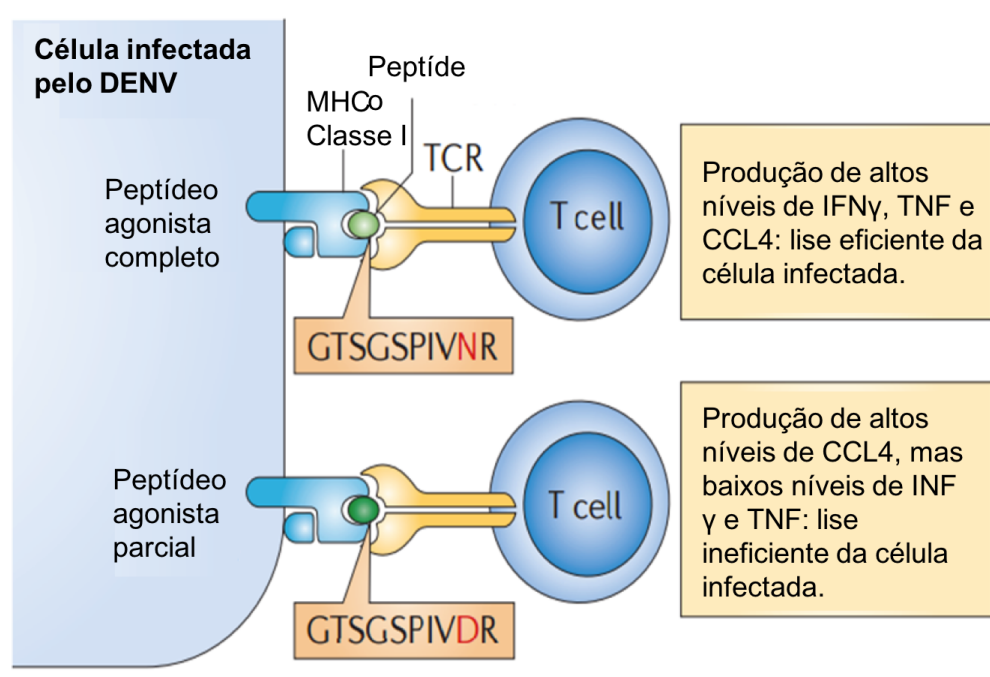 Célula infectada
pelo DENV
Peptíde
MHCo
Classe I
TCR
Peptídeo
agonista
completo
T cell
Produção de altos
níveis de IFNγ, TNF e
CCL4: lise eficiente da
célula infectada.
GTSGSPIVNR
Peptídeo
agonista
parcial
T cell
Produção de altos
níveis de CCL4, mas
baixos níveis de INF
γ e TNF: lise
ineficiente da célula
infectada.
GTSGSPIVDR